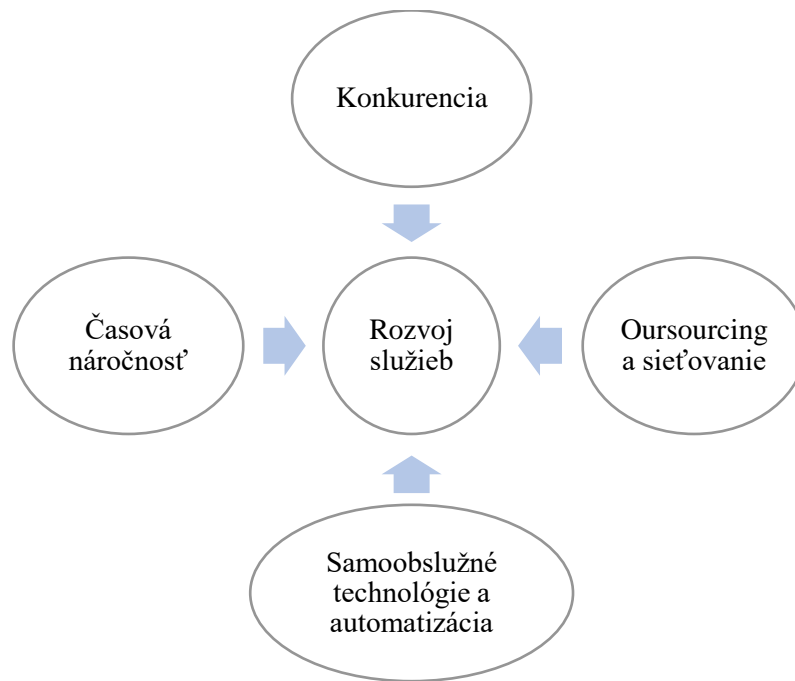 Konkurencia
Časová
náročnosť
Rozvoj
služieb
Oursourcing
a sieťovanie
Samoobslužné
technológie a
automatizácia